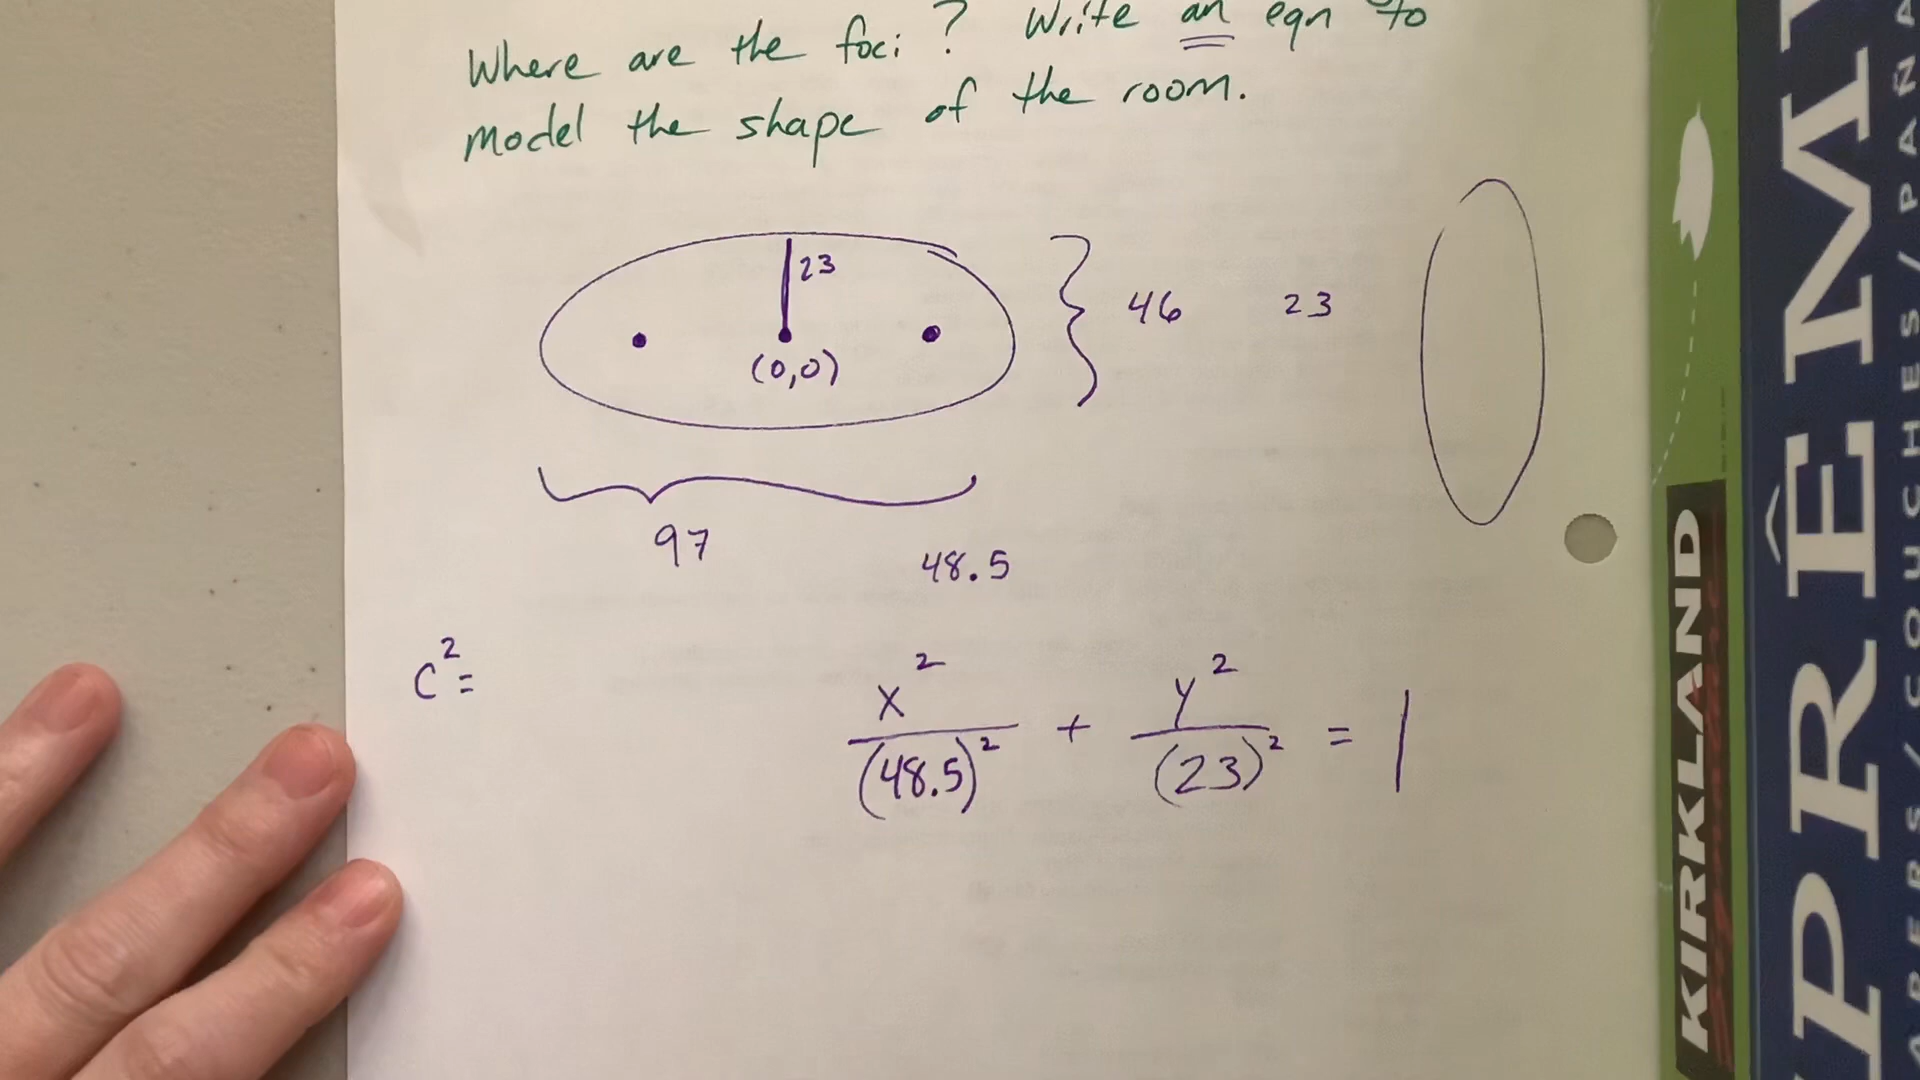 Where are the foci? Write an eqn to
model the shape of the room.
23
(0,0)
46 23
97
48.5
c²=
x²/(48.5)² + y²/(23)² = 1
KIRKLAND
PRÊM